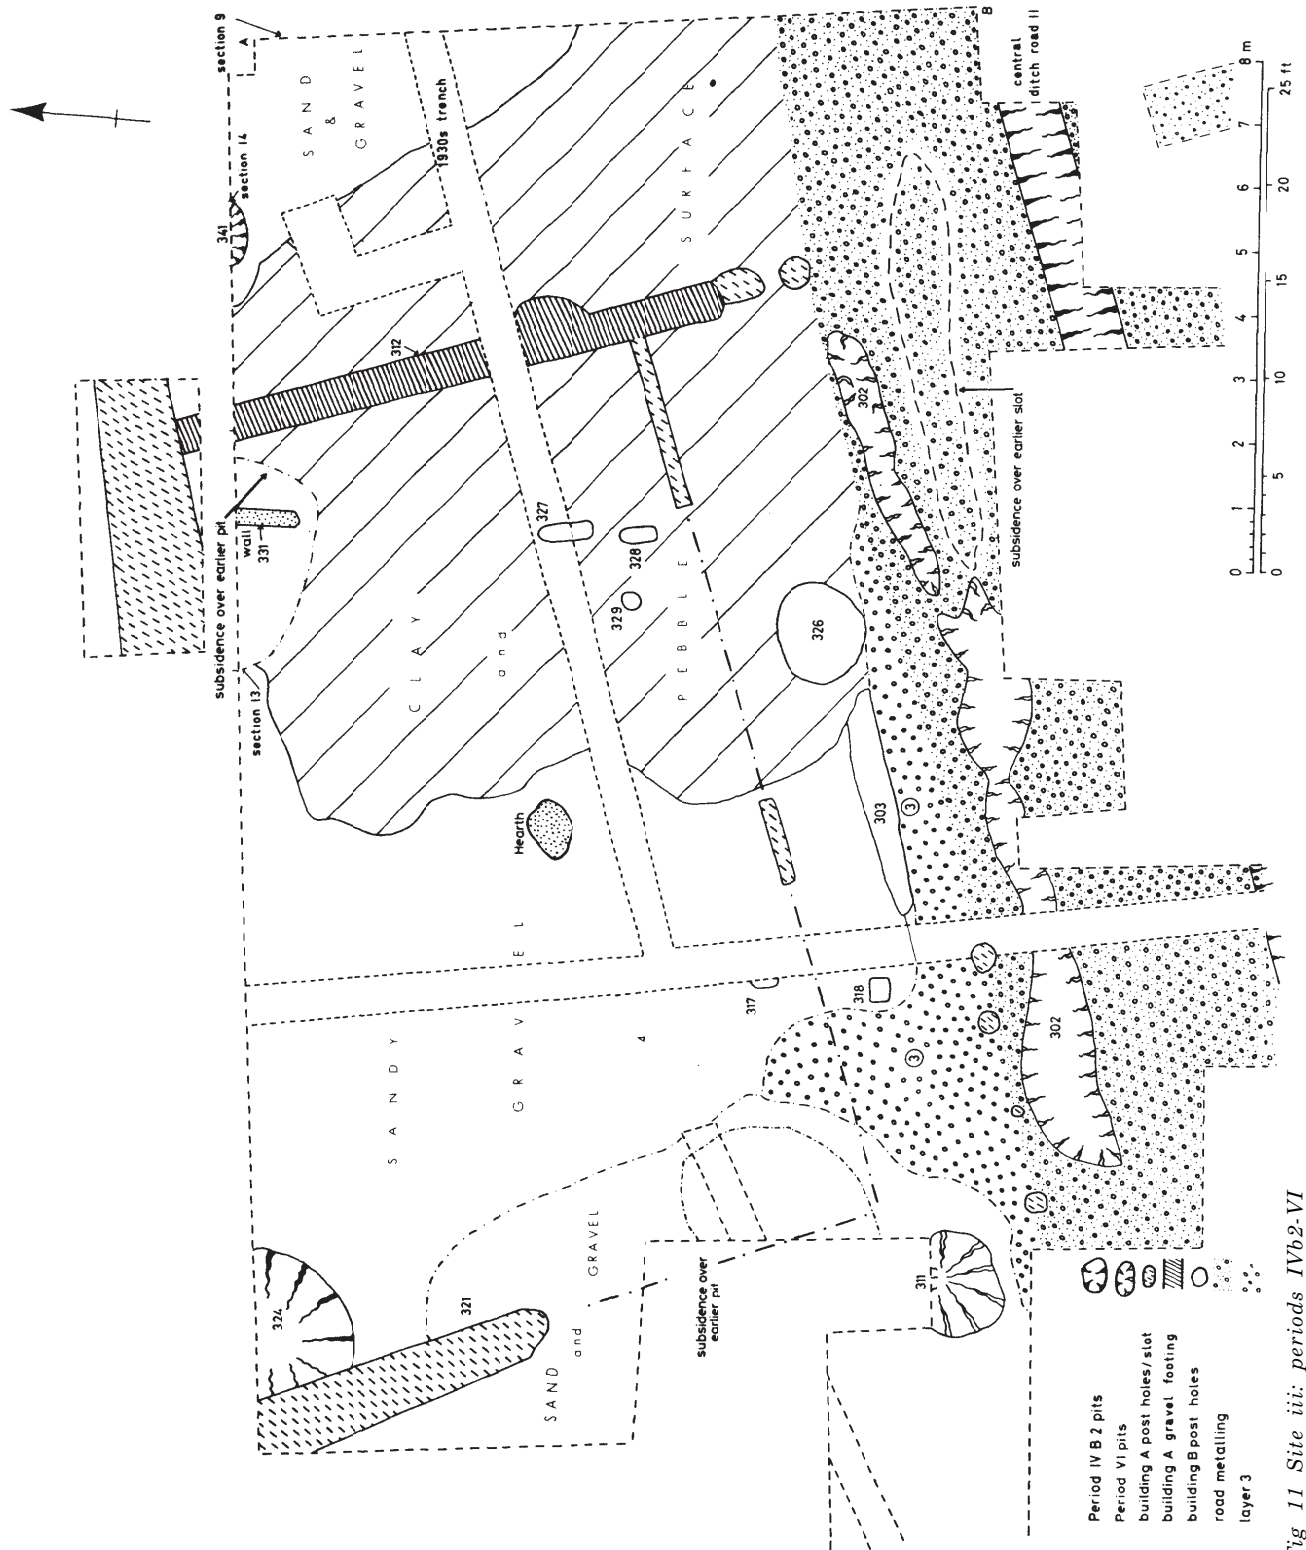 section 9
A
SAND
&
GRAVEL
section 14
341
1930s trench
SURFACE
B
central
ditch road 11
312
302
subsidence over earlier slot
subsidence over earlier pit
wall
331
section 13
327
328
329
CLAY
and
PEBBLE
326
Hearth
303
3
SANDY
GRAVEL
4
317
318
3
302
324
321
SAND
and
GRAVEL
subsidence over
earlier pit
311
0 1 2 3 4 5 6 7 8 m
0 5 10 15 20 25 ft
Period IV B 2 pits
Period VI pits
building A post holes/slot
building A gravel footing
building B post holes
road metalling
layer 3
ig 11 Site iii: periods IVb2-VI